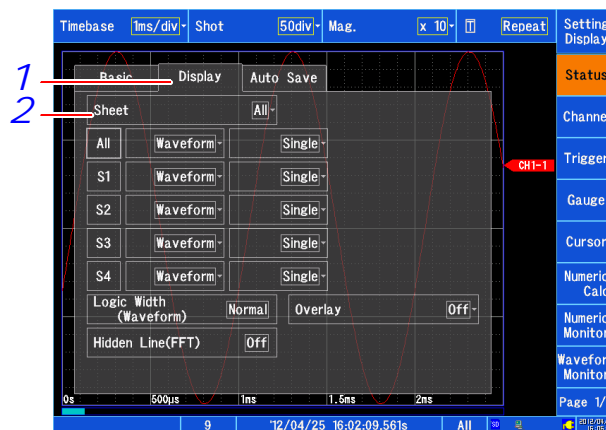 Timebase 1ms/div Shot 50div Mag. x 10 Repeat
Setting
Display
Status
Channel
Trigger
Gauge
Cursor
Numeric
Calc
Numeric
Monitor
Waveform
Monitor
Page 1/
1
2
Basic Display Auto Save
Sheet All
All Waveform Single
S1 Waveform Single
S2 Waveform Single
S3 Waveform Single
S4 Waveform Single
Logic Width
(Waveform) Normal Overlay Off
Hidden Line(FFT) Off
CH1-1
0s 500µs 1ms 1.5ms 2ms
9 '12/04/25 16:02:09.561s All SD